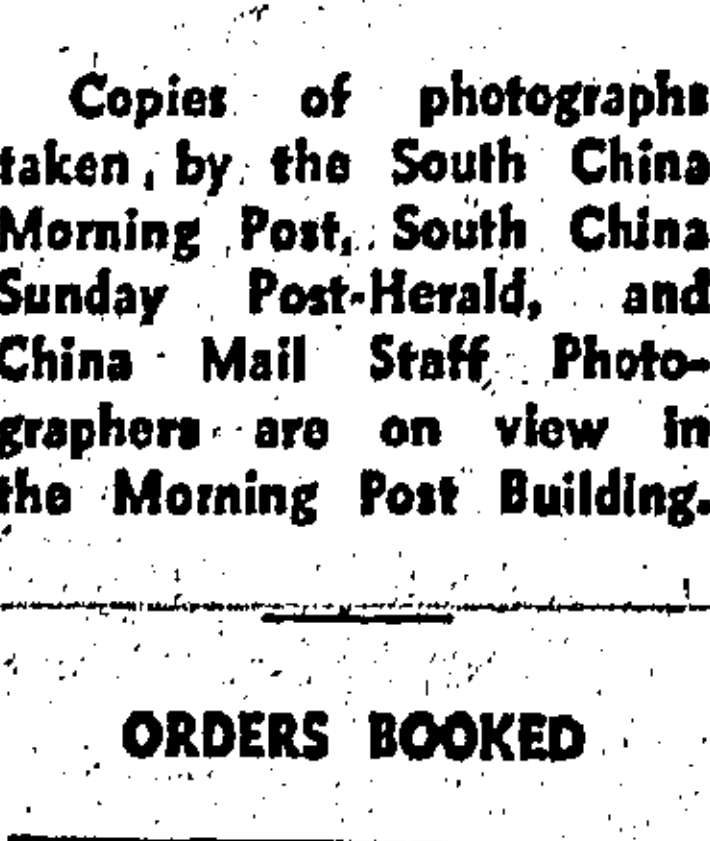 Copies of photographs
taken by the South China
Morning Post, South China
Sunday Post-Herald, and
China Mail Staff Photo-
graphers are on view in
the Morning Post Building.
ORDERS BOOKED